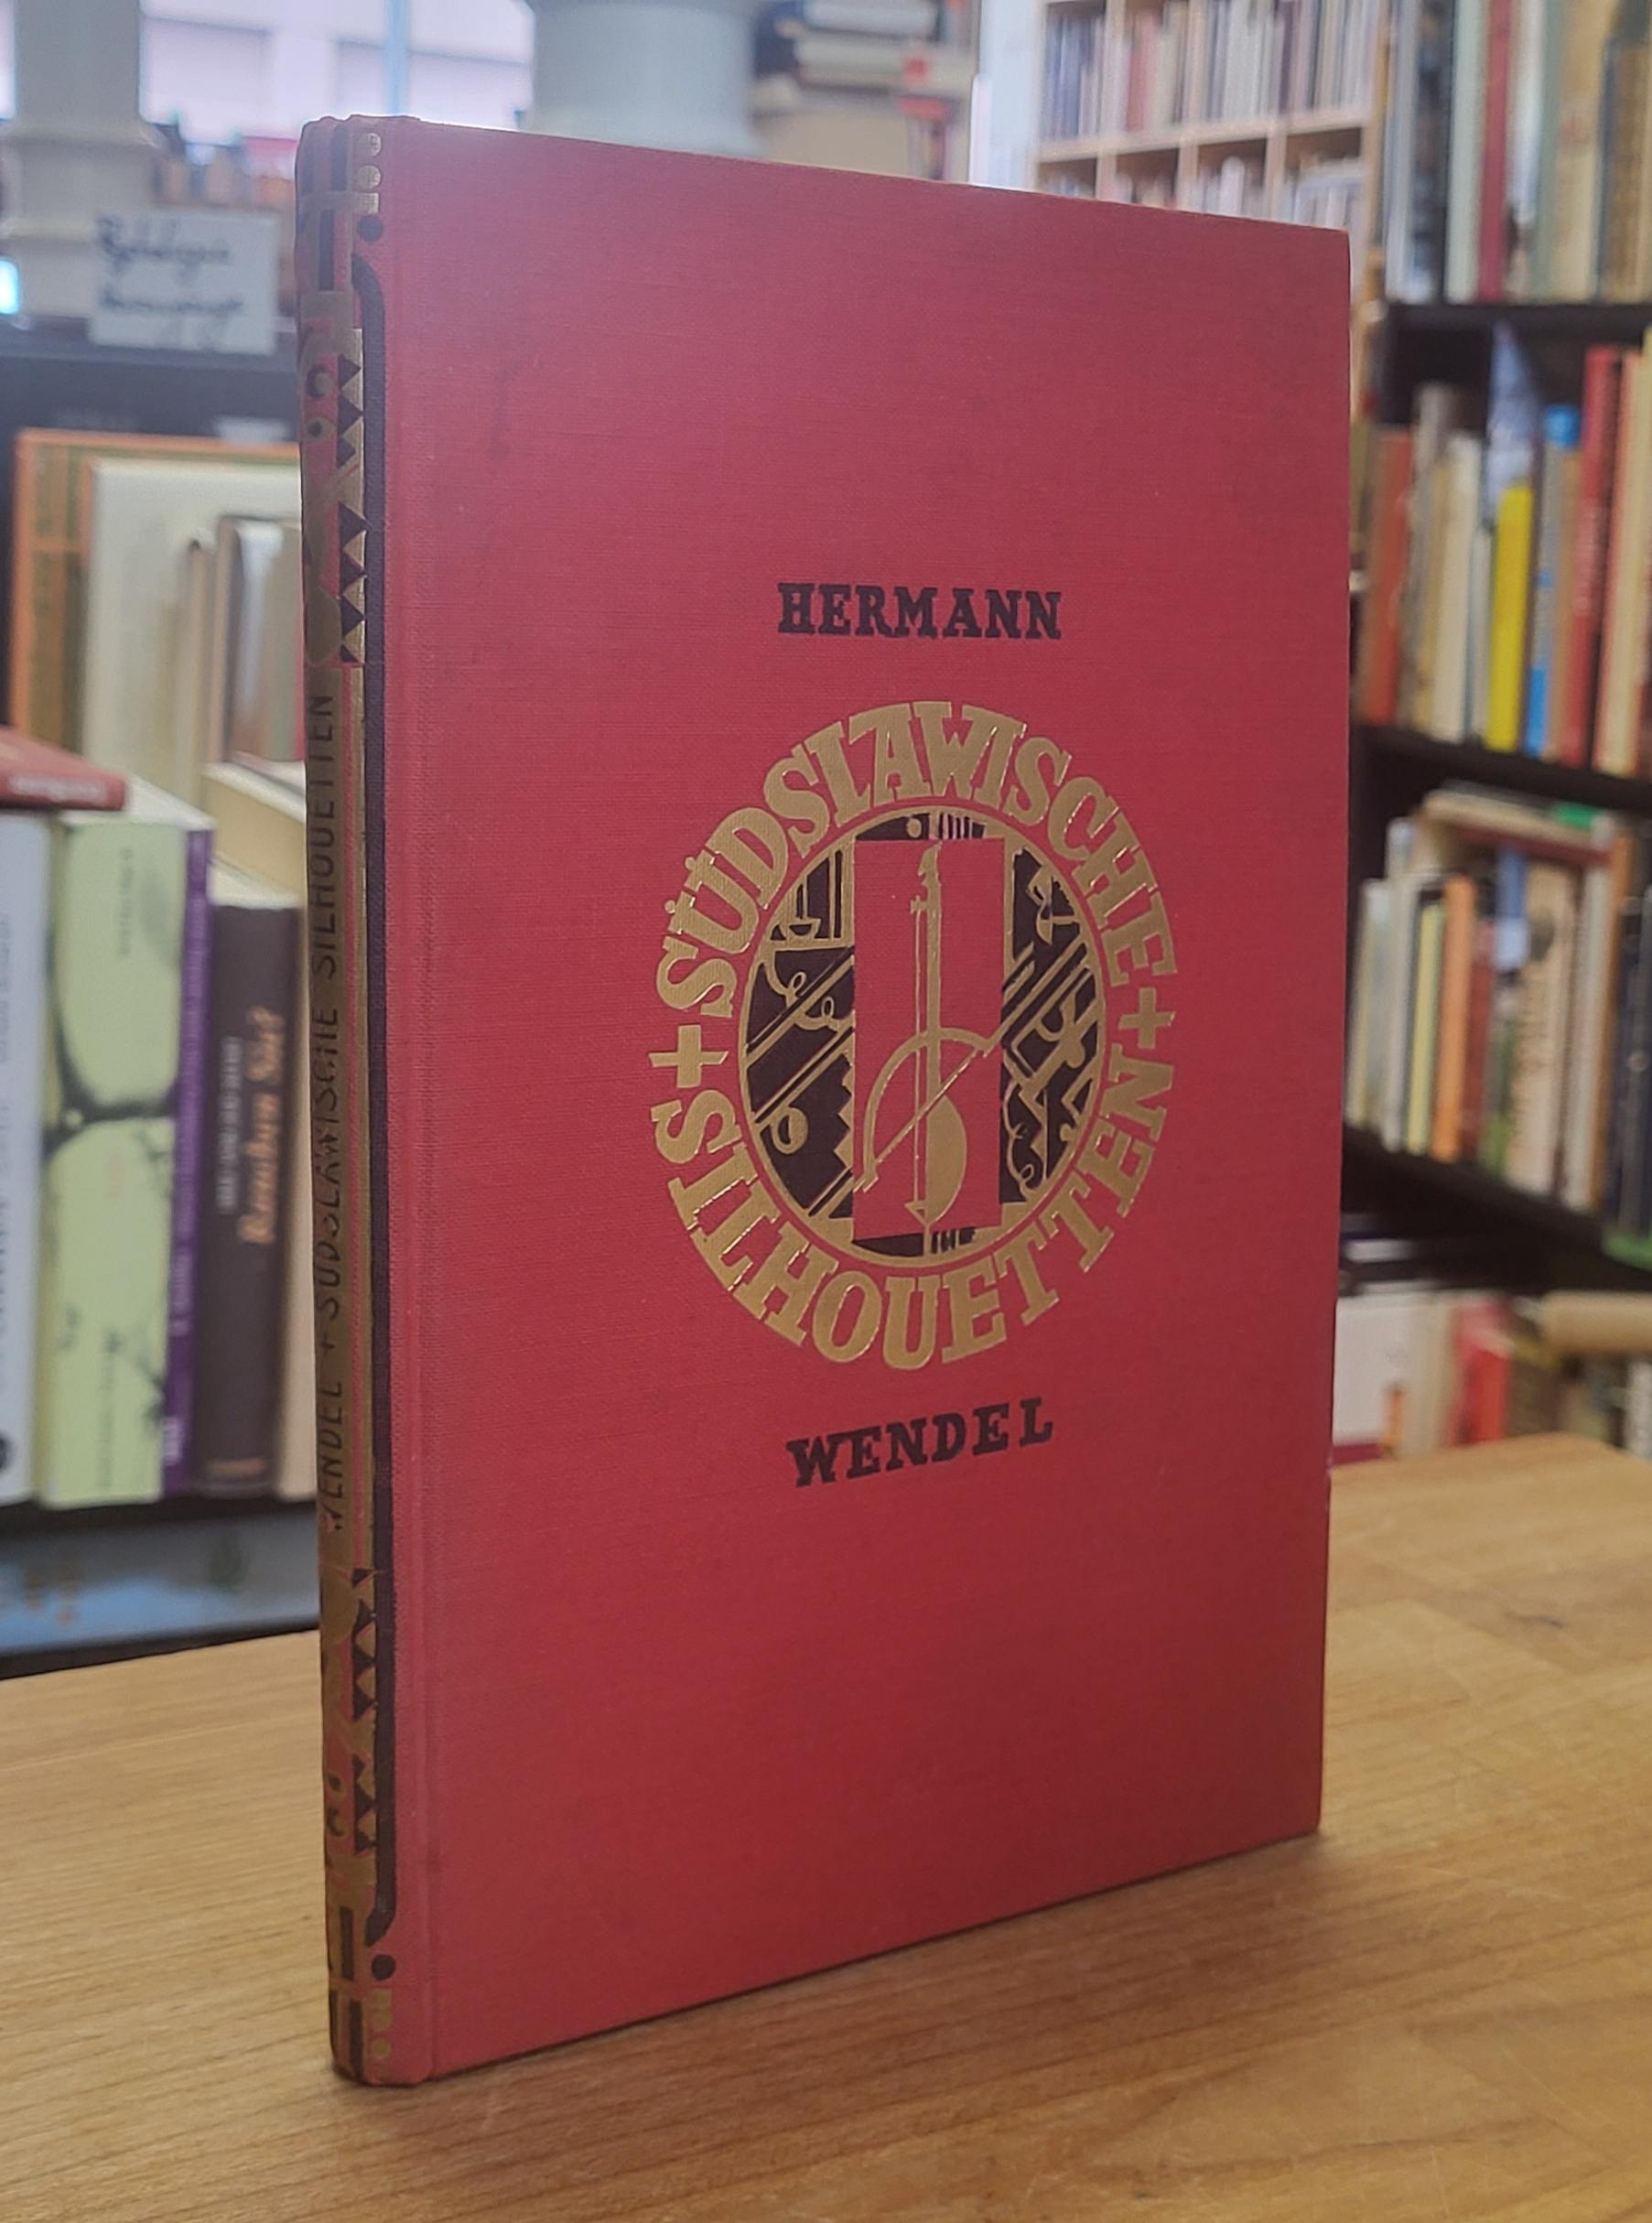 HERMANN
+ SÜDSLAWISCHE +
SILHOUETTEN
WENDEL
WENDEL + SÜDSLAWISCHE SILHOUETTEN